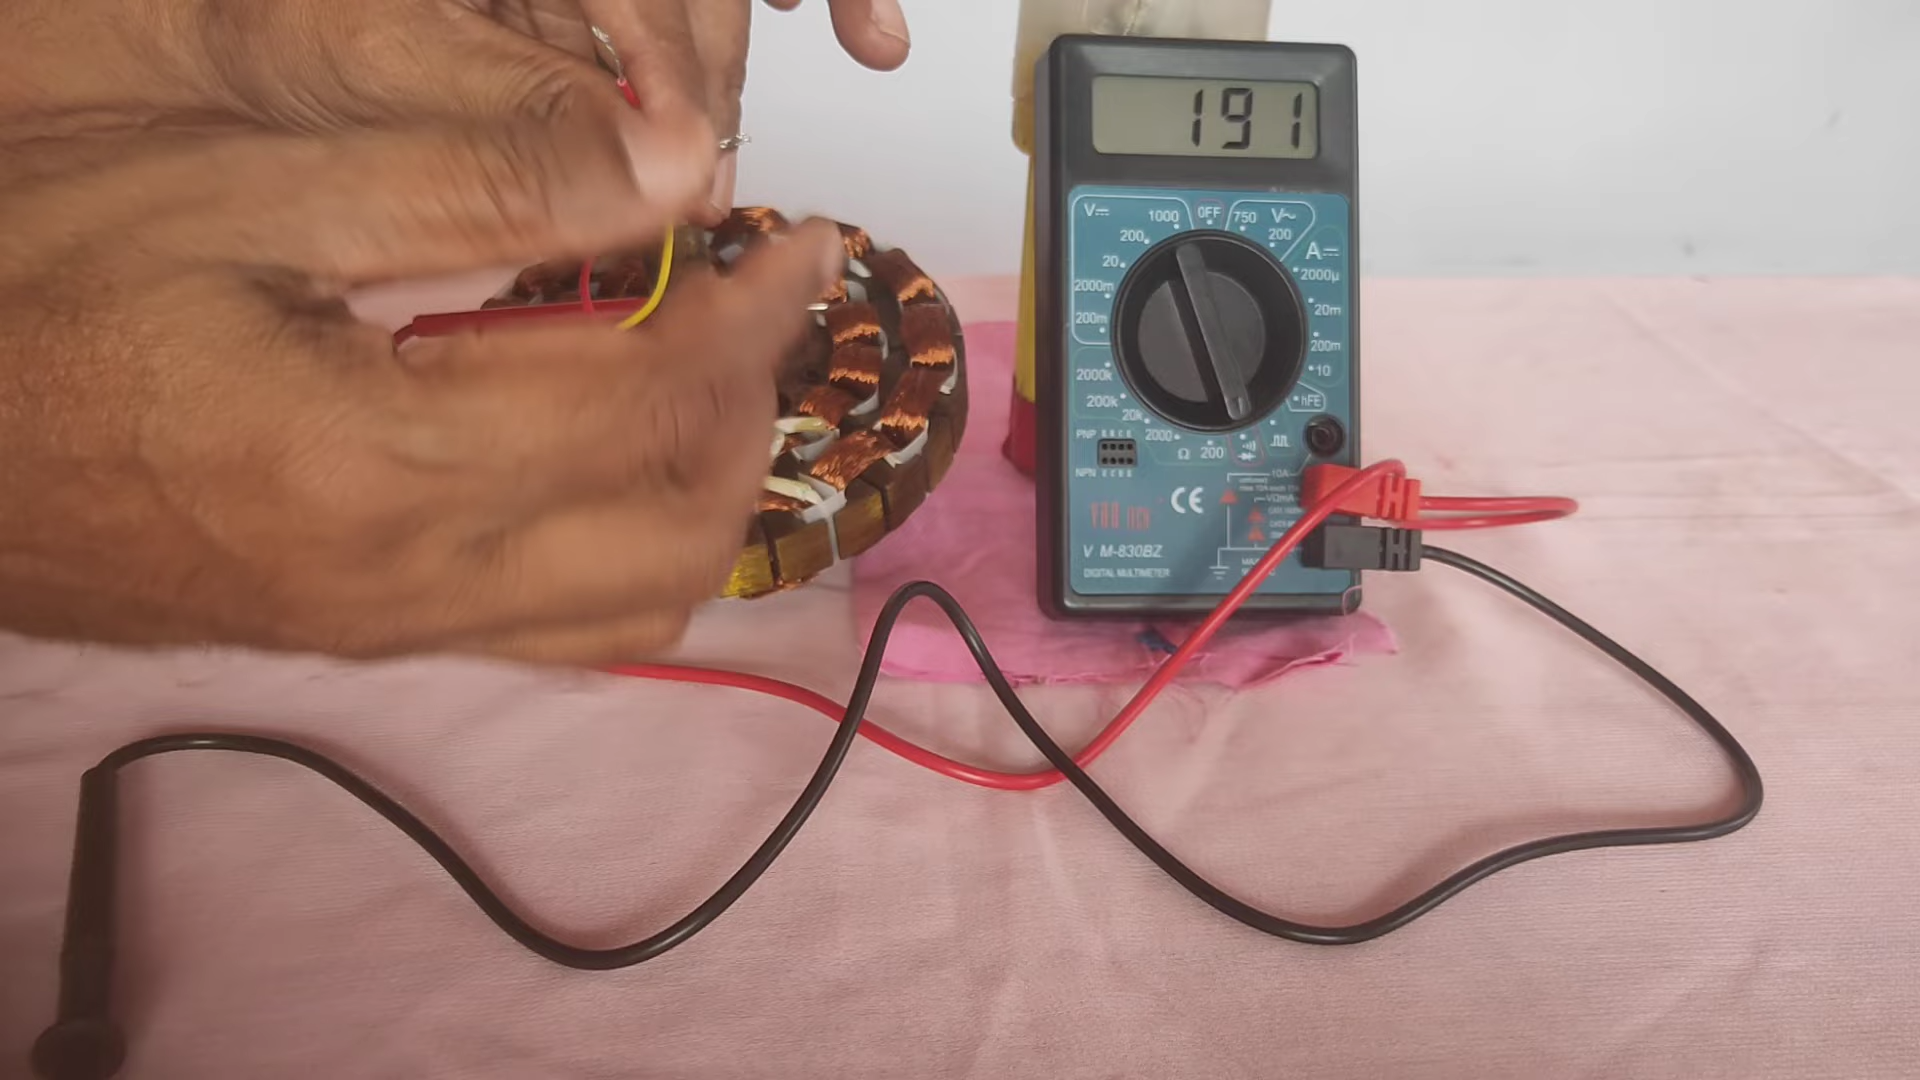 191
V⎓ 1000 OFF 750 V~
200 200
20 A⎓
2000m 2000µ
200m 20m
200m
2000k 10
200k hFE
20k
PNP 2000 Ω 200
NPN 10A
VΩmA
CE
V M-830BZ
DIGITAL MULTIMETER